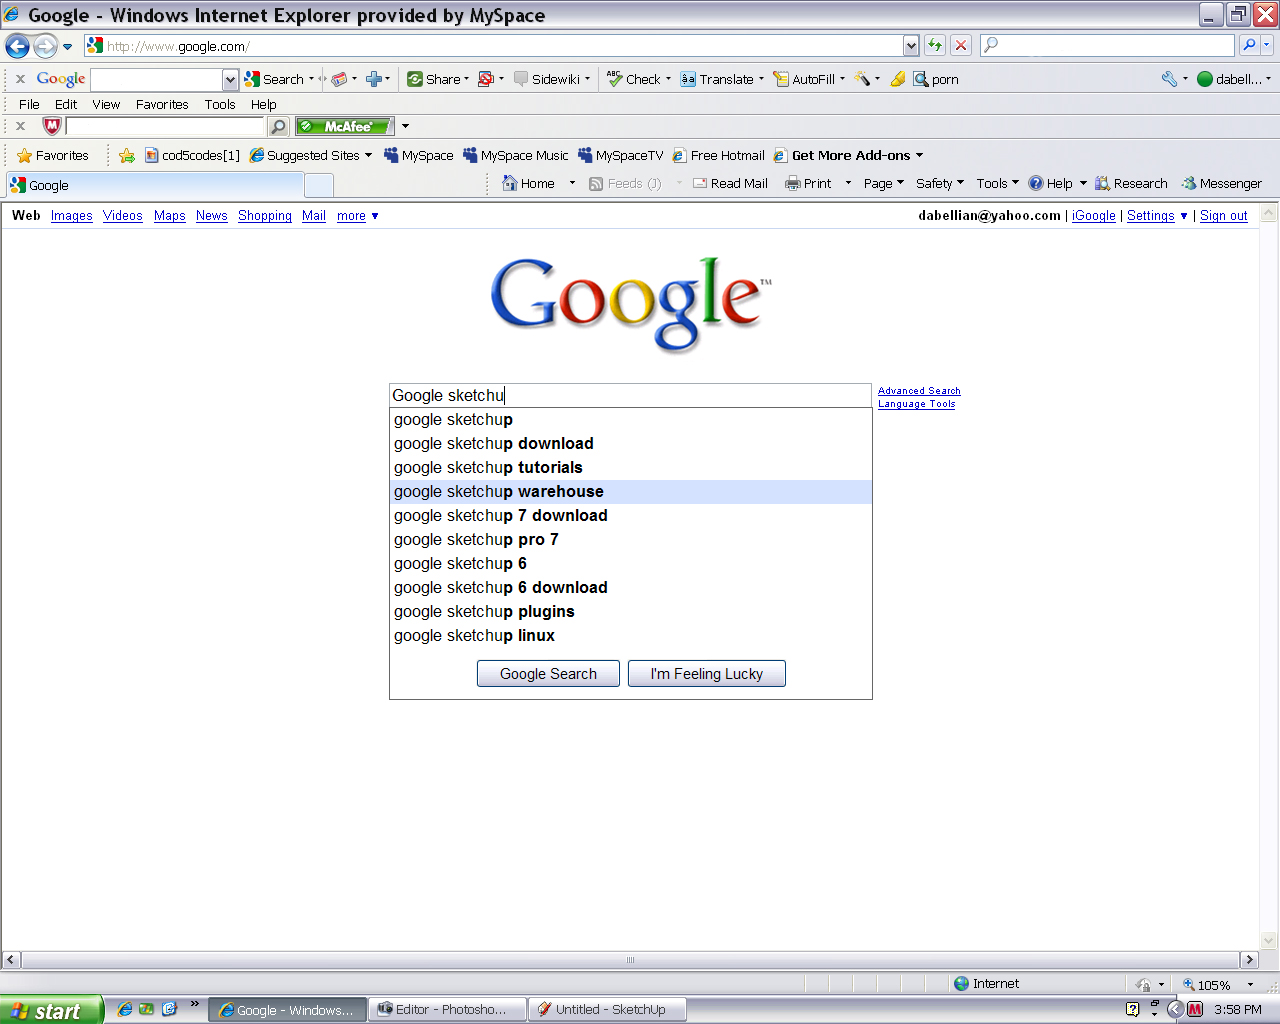 Google - Windows Internet Explorer provided by MySpace
http://www.google.com/
Google Search Share Sidewiki ABC Check Translate AutoFill porn dabell...
File Edit View Favorites Tools Help
McAfee
Favorites cod5codes[1] Suggested Sites MySpace MySpace Music MySpaceTV Free Hotmail Get More Add-ons
Google Home Feeds (J) Read Mail Print Page Safety Tools Help Research Messenger
Web Images Videos Maps News Shopping Mail more dabellian@yahoo.com | iGoogle | Settings | Sign out
Google™
Google sketchu Advanced Search
Language Tools
google sketchup
google sketchup download
google sketchup tutorials
google sketchup warehouse
google sketchup 7 download
google sketchup pro 7
google sketchup 6
google sketchup 6 download
google sketchup plugins
google sketchup linux
Google Search I'm Feeling Lucky
Internet 105%
start Google - Windows... Editor - Photosho... Untitled - SketchUp 3:58 PM